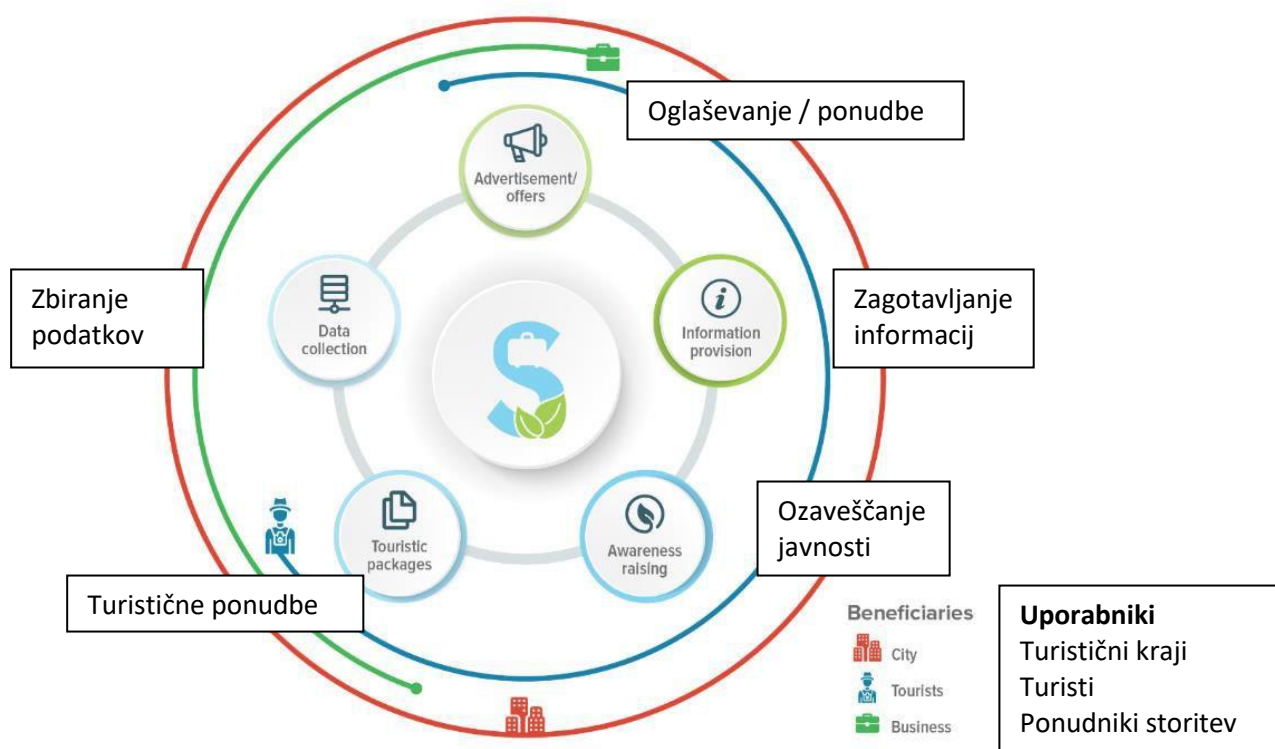 Oglaševanje / ponudbe
Advertisement/
offers
Zbiranje
podatkov
Data
collection
Information
provision
Zagotavljanje
informacij
Touristic
packages
Awareness
raising
Ozaveščanje
javnosti
Turistične ponudbe
Beneficiaries
City
Tourists
Business
Uporabniki
Turistični kraji
Turisti
Ponudniki storitev